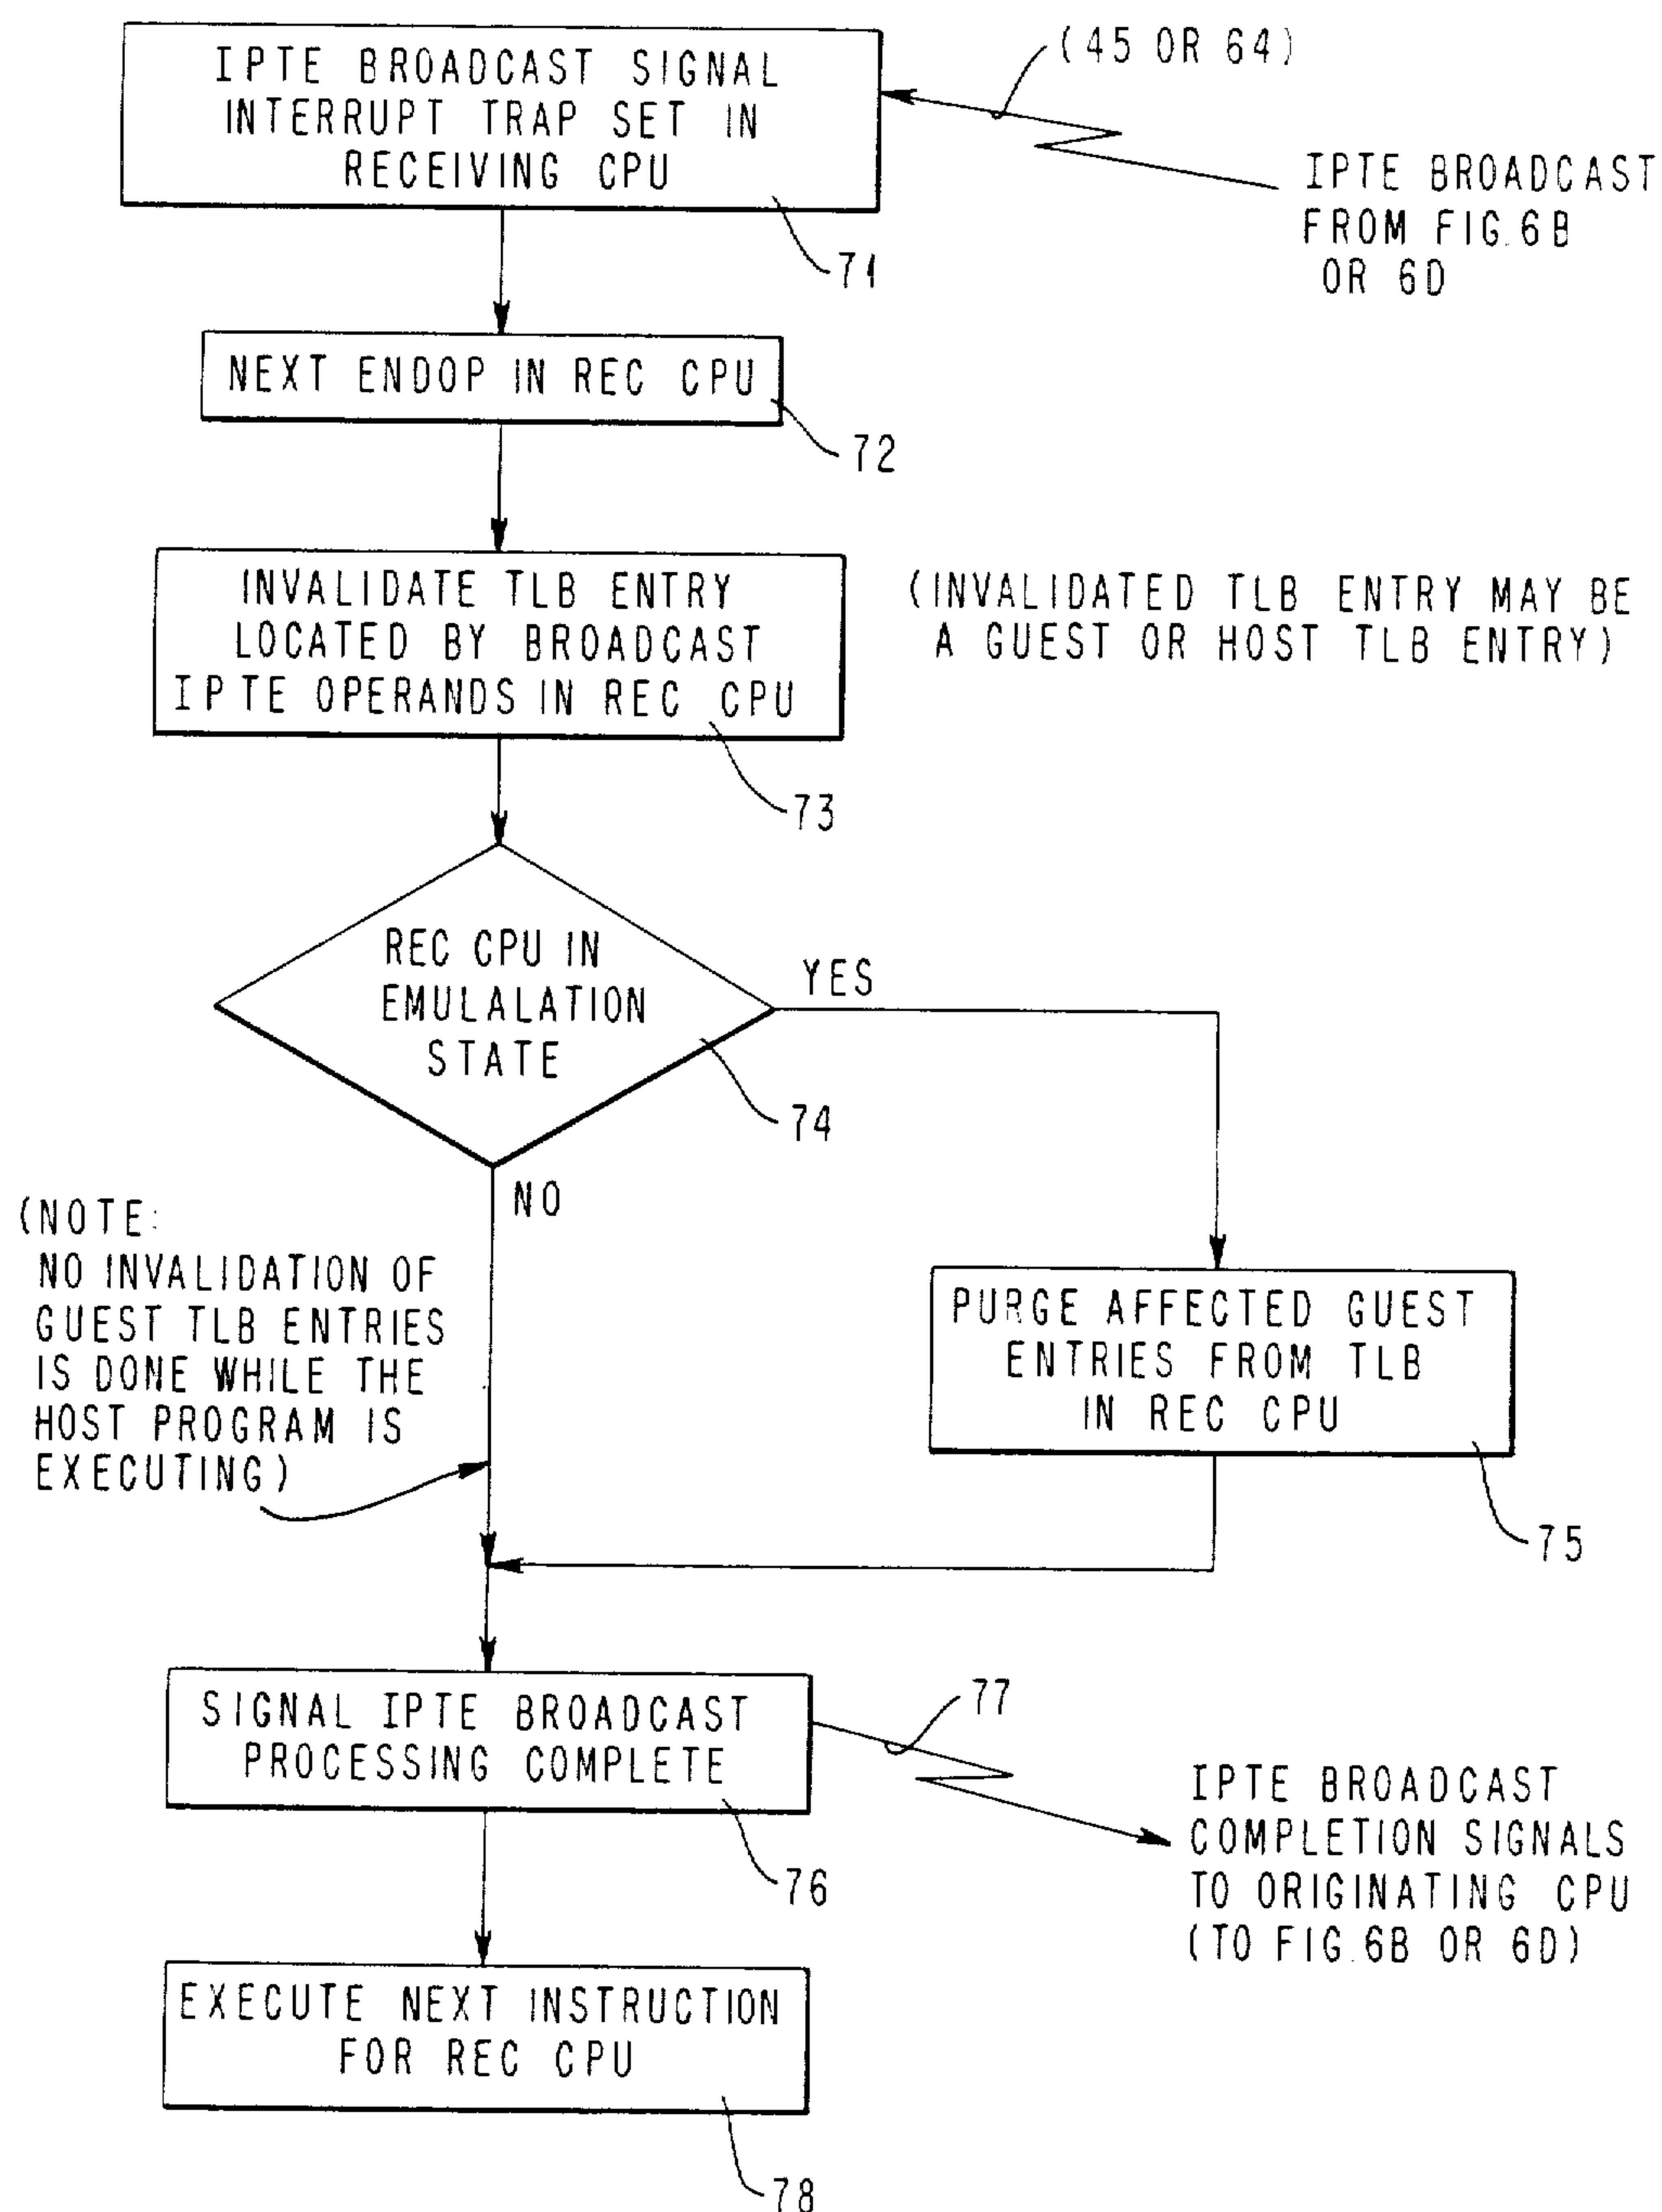 IPTE BROADCAST SIGNAL
INTERRUPT TRAP SET IN
RECEIVING CPU
71
(45 OR 64)
IPTE BROADCAST
FROM FIG. 6B
OR 6D
NEXT ENDOP IN REC CPU
72
INVALIDATE TLB ENTRY
LOCATED BY BROADCAST
IPTE OPERANDS IN REC CPU
73
(INVALIDATED TLB ENTRY MAY BE
A GUEST OR HOST TLB ENTRY)
REC CPU IN
EMULALATION
STATE
74
YES
NO
(NOTE:
NO INVALIDATION OF
GUEST TLB ENTRIES
IS DONE WHILE THE
HOST PROGRAM IS
EXECUTING)
PURGE AFFECTED GUEST
ENTRIES FROM TLB
IN REC CPU
75
SIGNAL IPTE BROADCAST
PROCESSING COMPLETE
76
77
IPTE BROADCAST
COMPLETION SIGNALS
TO ORIGINATING CPU
(TO FIG. 6B OR 6D)
EXECUTE NEXT INSTRUCTION
FOR REC CPU
78